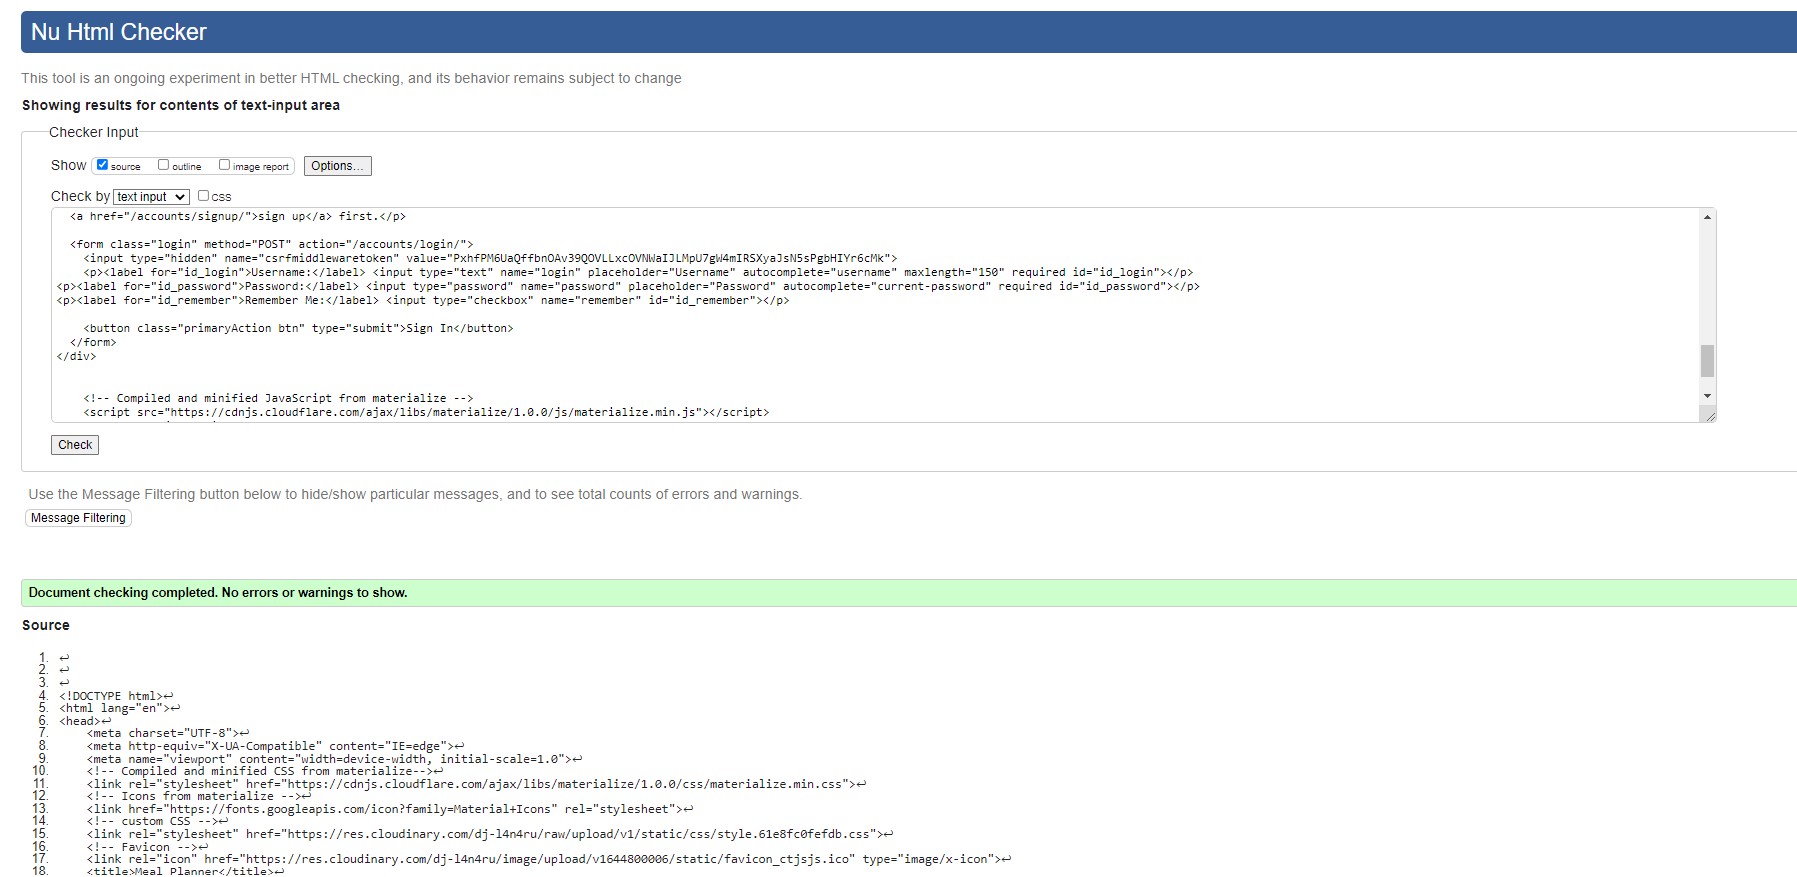 Nu Html Checker
This tool is an ongoing experiment in better HTML checking, and its behavior remains subject to change
Showing results for contents of text-input area
Checker Input
Show source outline image report Options...
Check by text input css
<a href="/accounts/signup/">sign up</a> first.</p>
<form class="login" method="POST" action="/accounts/login/">
<input type="hidden" name="csrfmiddlewaretoken" value="PxhfPM6UaQffbnOAv39QOVLLxcOVNWaIJLMpU7gW4mIRSXyaJsN5sPgbHIYr6cMk">
<p><label for="id_login">Username:</label> <input type="text" name="login" placeholder="Username" autocomplete="username" maxlength="150" required id="id_login"></p>
<p><label for="id_password">Password:</label> <input type="password" name="password" placeholder="Password" autocomplete="current-password" required id="id_password"></p>
<p><label for="id_remember">Remember Me:</label> <input type="checkbox" name="remember" id="id_remember"></p>
<button class="primaryAction btn" type="submit">Sign In</button>
</form>
</div>
<!-- Compiled and minified JavaScript from materialize -->
<script src="https://cdnjs.cloudflare.com/ajax/libs/materialize/1.0.0/js/materialize.min.js"></script>
Check
Use the Message Filtering button below to hide/show particular messages, and to see total counts of errors and warnings.
Message Filtering
Document checking completed. No errors or warnings to show.
Source
1. ↩
2. ↩
3. ↩
4. <!DOCTYPE html>↩
5. <html lang="en">↩
6. <head>↩
7. <meta charset="UTF-8">↩
8. <meta http-equiv="X-UA-Compatible" content="IE=edge">↩
9. <meta name="viewport" content="width=device-width, initial-scale=1.0">↩
10. <!-- Compiled and minified CSS from materialize-->↩
11. <link rel="stylesheet" href="https://cdnjs.cloudflare.com/ajax/libs/materialize/1.0.0/css/materialize.min.css">↩
12. <!-- Icons from materialize -->↩
13. <link href="https://fonts.googleapis.com/icon?family=Material+Icons" rel="stylesheet">↩
14. <!-- custom CSS -->↩
15. <link rel="stylesheet" href="https://res.cloudinary.com/dj-l4n4ru/raw/upload/v1/static/css/style.61e8fc0fefdb.css">↩
16. <!-- Favicon -->↩
17. <link rel="icon" href="https://res.cloudinary.com/dj-l4n4ru/image/upload/v1644800006/static/favicon_ctjsjs.ico" type="image/x-icon">↩
18. <title>Meal Planner</title>↩